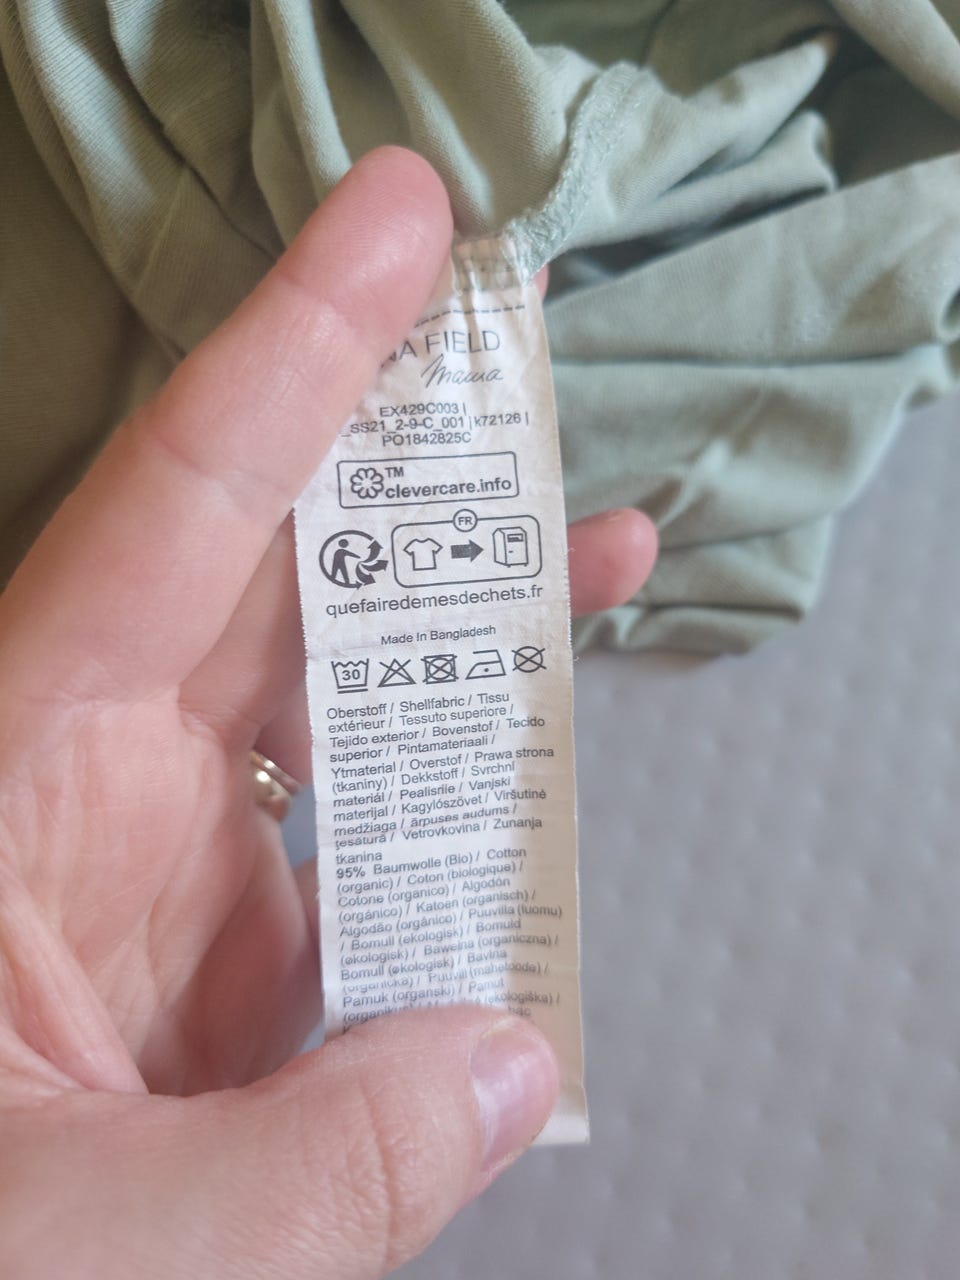 FIELD
Mama
EX429C003 |
_SS21_2-9-C_001 | k72126 |
PO1842825C
TM
clevercare.info
FR
quefairedemesdechets.fr
Made In Bangladesh
30
Oberstoff / Shellfabric / Tissu
extérieur / Tessuto superiore /
Tejido exterior / Bovenstof / Tecido
superior / Pintamateriaali /
Ytmaterial / Overstof / Prawa strona
(tkaniny) / Dekkstoff / Svrchní
materiál / Pealisriie / Vanjski
materijal / Kagylószövet / Viršutinė
medžiaga / ārpuses audums /
țesătură / Vetrovkovina / Zunanja
tkanina
95% Baumwolle (Bio) / Cotton
(organic) / Coton (biologique) /
Cotone (organico) / Algodón
(orgánico) / Katoen (organisch) /
Algodão (orgânico) / Puuvilla (luomu)
/ Bomull (ekologisk) / Bomuld
(økologisk) / Bawełna (organiczna) /
Bomull (økologisk) / Bavlna
(organická) / Puuvill (mahetoode) /
Pamuk (organski) / Pamut
(ekologiška) /